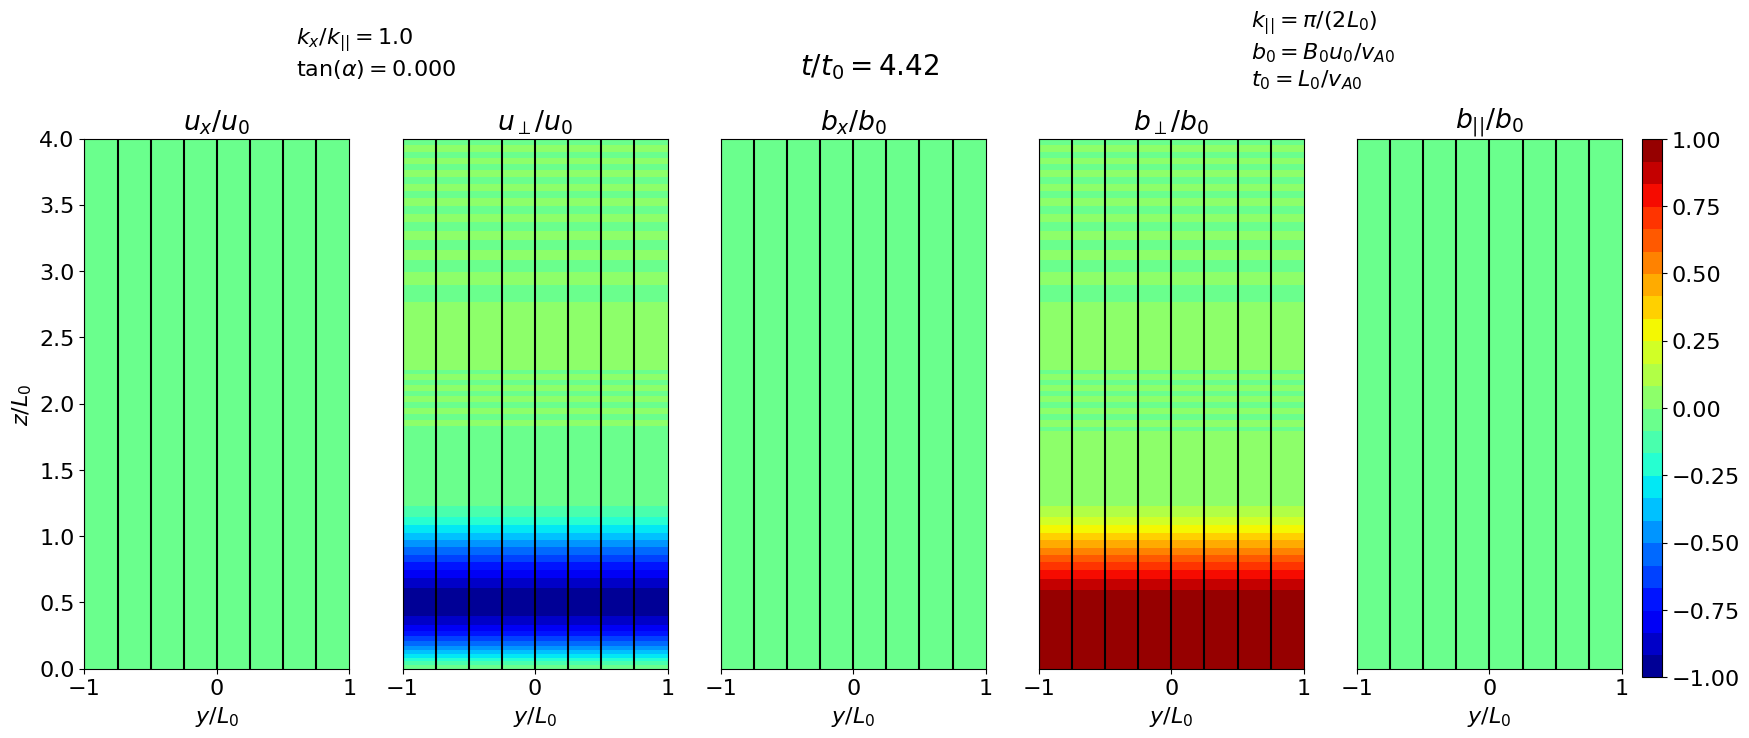 k_x/k_{||} = 1.0
tan(α) = 0.000
t/t_0 = 4.42
k_{||} = π/(2L_0)
b_0 = B_0u_0/v_{A0}
t_0 = L_0/v_{A0}
u_x/u_0 u_⊥/u_0 b_x/b_0 b_⊥/b_0 b_{||}/b_0
4.0
3.5
3.0
2.5
2.0
1.5
1.0
0.5
0.0
z/L_0
−1 0 1 −1 0 1 −1 0 1 −1 0 1 −1 0 1
y/L_0 y/L_0 y/L_0 y/L_0 y/L_0
1.00
0.75
0.50
0.25
0.00
−0.25
−0.50
−0.75
−1.00